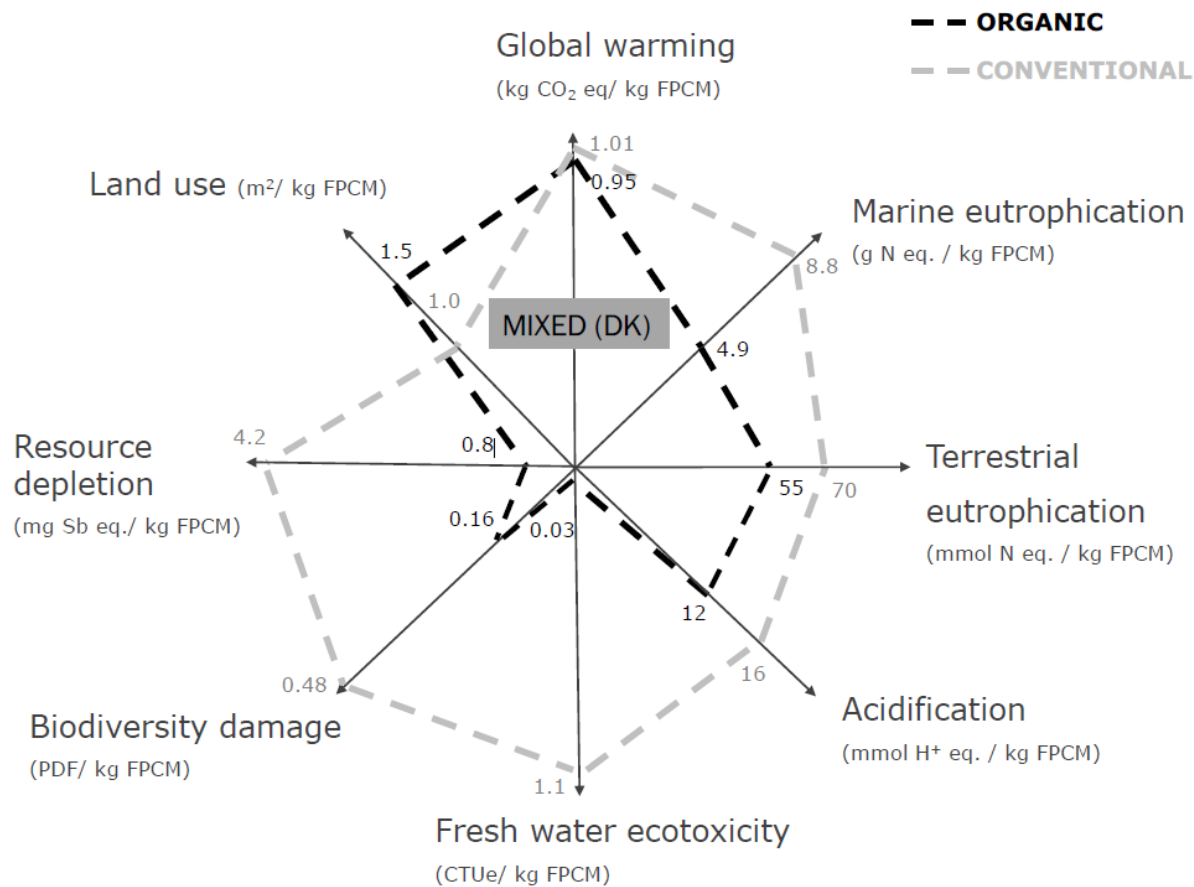 ORGANIC
CONVENTIONAL
Global warming
(kg CO₂ eq/ kg FPCM)
1.01
0.95
Land use (m²/ kg FPCM)
1.5
1.0
Marine eutrophication
(g N eq. / kg FPCM)
8.8
MIXED (DK)
4.9
Resource
depletion
(mg Sb eq./ kg FPCM)
4.2
0.8
Terrestrial
eutrophication
(mmol N eq. / kg FPCM)
55
70
0.16
0.03
12
16
0.48
Biodiversity damage
(PDF/ kg FPCM)
Acidification
(mmol H⁺ eq. / kg FPCM)
1.1
Fresh water ecotoxicity
(CTUe/ kg FPCM)